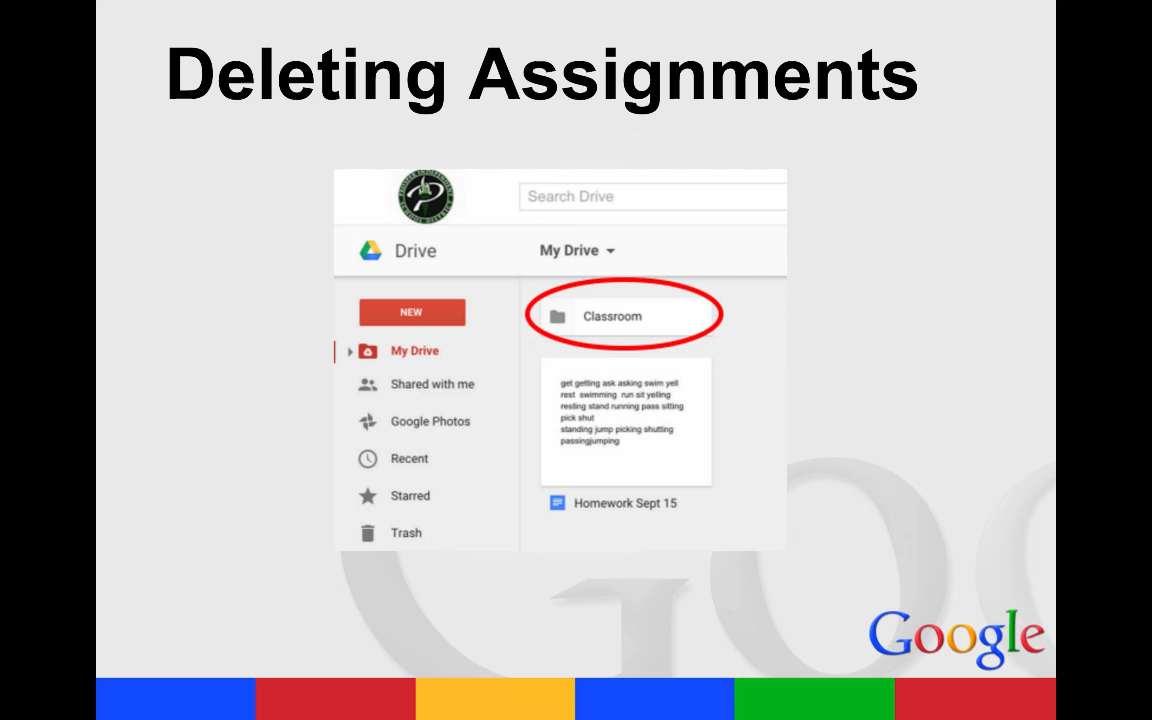 Deleting Assignments
Search Drive
Drive
My Drive
NEW
Classroom
My Drive
Shared with me
Google Photos
Recent
Starred
Trash
get getting ask asking swim yell
rest swimming run sit yelling
resting stand running pass sitting
pick shut
standing jump picking shutting
passingjumping
Homework Sept 15
Google